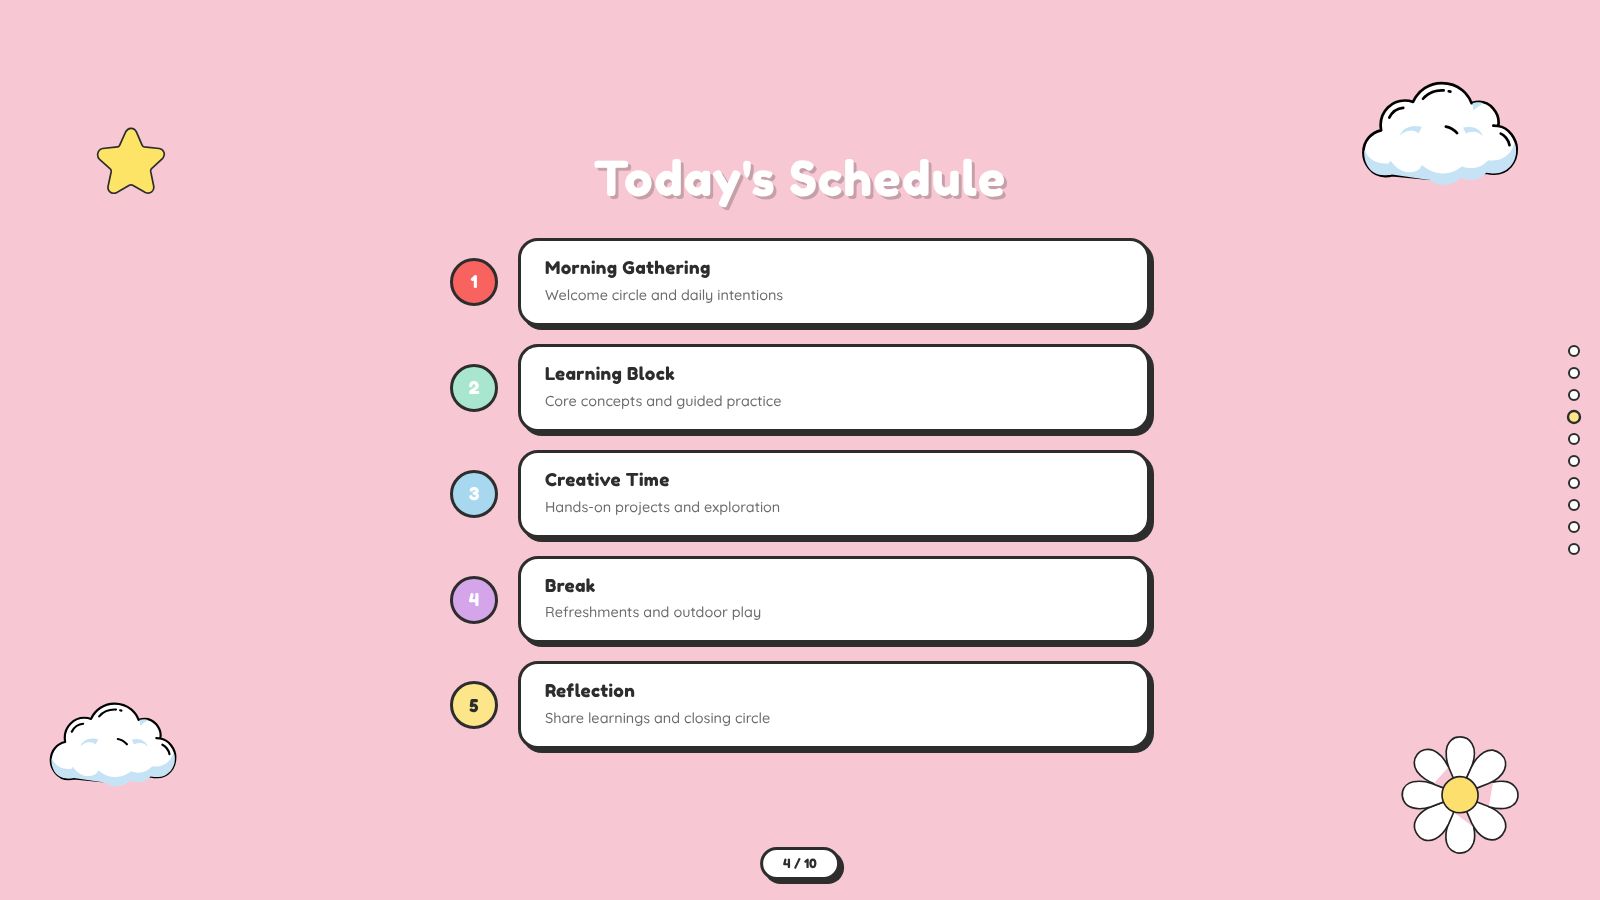 Today's Schedule
1
Morning Gathering
Welcome circle and daily intentions
2
Learning Block
Core concepts and guided practice
3
Creative Time
Hands-on projects and exploration
4
Break
Refreshments and outdoor play
5
Reflection
Share learnings and closing circle
4 / 10